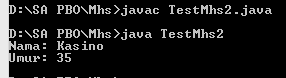 D:\SA PBO\Mhs>javac TestMhs2.java
D:\SA PBO\Mhs>java TestMhs2
Nama: Kasino
Umur: 35